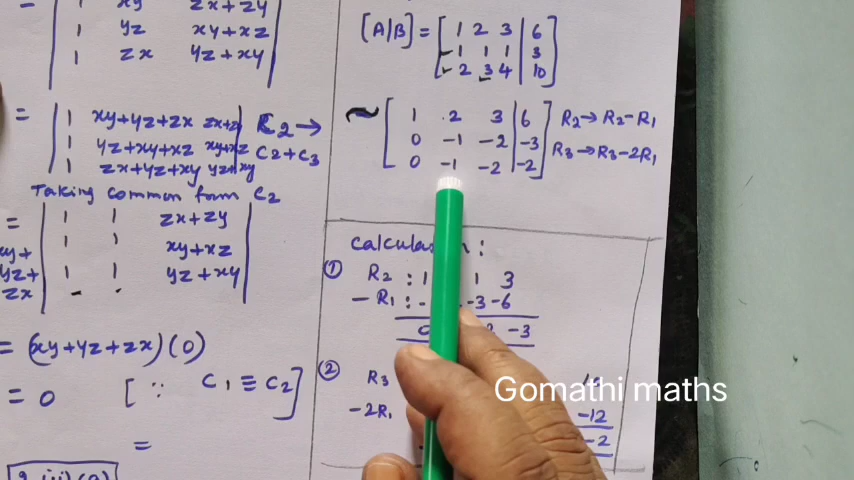 xy zx+zy
1 yz xy+xz
1 zx yz+xy
= | 1 xy+yz+zx zx+z | C2 →
1 yz+xy+xz xy+xz C2+C3
1 zx+yz+xy yz+xy
Taking common form C2
= | 1 1 zx+zy |
xy+ 1 1 xy+xz
yz+ 1 1 yz+xy
zx
= (xy+yz+zx) (0)
= 0 [∵ C1 ≡ C2]
=
[A|B] = [ 1 2 3 | 6 ]
1 1 1 | 3
2 3 4 | 10
~ [ 1 2 3 | 6 ] R2→ R2-R1
0 -1 -2 | -3
0 -1 -2 | -2 R3→R3-2R1
:
① R2 : 1 1 3
- R1 : - -3 -6
-3
② R3
-2R1 -12
-2
Gomathi maths